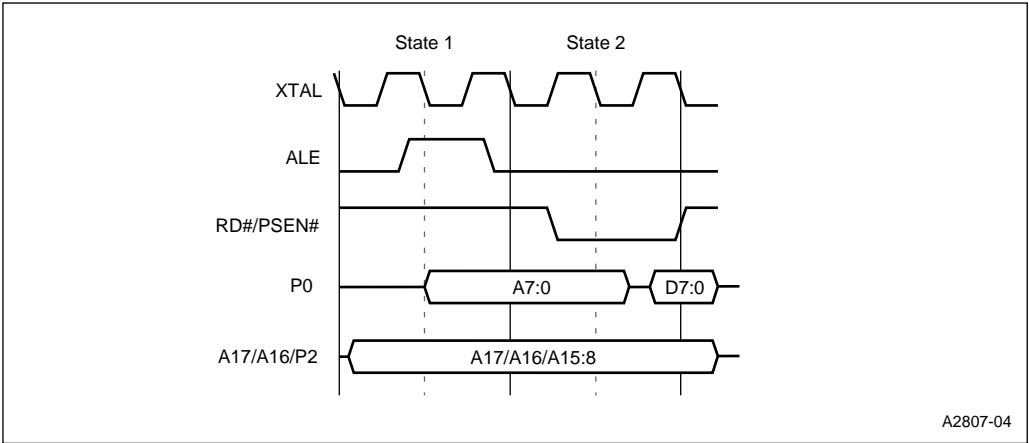 State 1 State 2
XTAL
ALE
RD#/PSEN#
P0 A7:0 D7:0
A17/A16/P2 A17/A16/A15:8
A2807-04